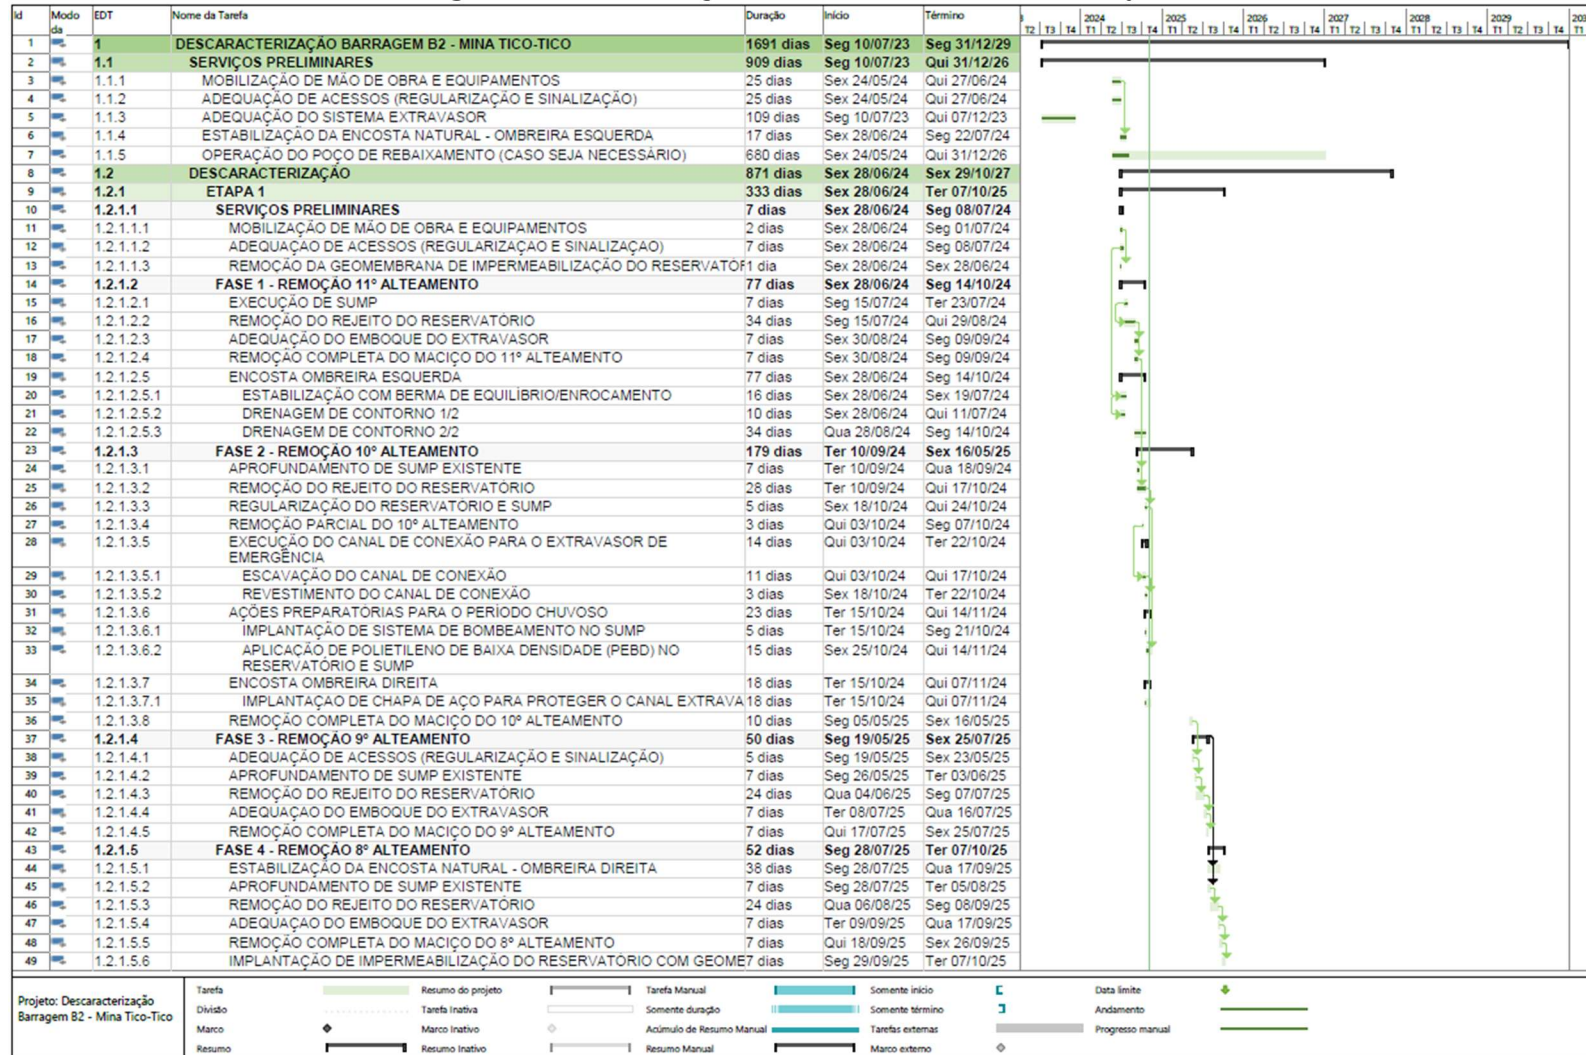 Id Modo da EDT Nome da Tarefa Duração Início Término 2024 2025 2026 2027 2028 2029
T2 T3 T4 T1 T2 T3 T4 T1 T2 T3 T4 T1 T2 T3 T4 T1 T2 T3 T4 T1 T2 T3 T4 T1 T2 T3 T4 T1
1 1 DESCARACTERIZAÇÃO BARRAGEM B2 - MINA TICO-TICO 1691 dias Seg 10/07/23 Seg 31/12/29
2 1.1 SERVIÇOS PRELIMINARES 909 dias Seg 10/07/23 Qui 31/12/26
3 1.1.1 MOBILIZAÇÃO DE MÃO DE OBRA E EQUIPAMENTOS 25 dias Sex 24/05/24 Qui 27/06/24
4 1.1.2 ADEQUAÇÃO DE ACESSOS (REGULARIZAÇÃO E SINALIZAÇÃO) 25 dias Sex 24/05/24 Qui 27/06/24
5 1.1.3 ADEQUAÇÃO DO SISTEMA EXTRAVASOR 109 dias Seg 10/07/23 Qui 07/12/23
6 1.1.4 ESTABILIZAÇÃO DA ENCOSTA NATURAL - OMBREIRA ESQUERDA 17 dias Sex 28/06/24 Seg 22/07/24
7 1.1.5 OPERAÇÃO DO POÇO DE REBAIXAMENTO (CASO SEJA NECESSÁRIO) 680 dias Sex 24/05/24 Qui 31/12/26
8 1.2 DESCARACTERIZAÇÃO 871 dias Sex 28/06/24 Sex 29/10/27
9 1.2.1 ETAPA 1 333 dias Sex 28/06/24 Ter 07/10/25
10 1.2.1.1 SERVIÇOS PRELIMINARES 7 dias Sex 28/06/24 Seg 08/07/24
11 1.2.1.1.1 MOBILIZAÇÃO DE MÃO DE OBRA E EQUIPAMENTOS 2 dias Sex 28/06/24 Seg 01/07/24
12 1.2.1.1.2 ADEQUAÇÃO DE ACESSOS (REGULARIZAÇÃO E SINALIZAÇÃO) 7 dias Sex 28/06/24 Seg 08/07/24
13 1.2.1.1.3 REMOÇÃO DA GEOMEMBRANA DE IMPERMEABILIZAÇÃO DO RESERVATÓF 1 dia Sex 28/06/24 Sex 28/06/24
14 1.2.1.2 FASE 1 - REMOÇÃO 11º ALTEAMENTO 77 dias Sex 28/06/24 Seg 14/10/24
15 1.2.1.2.1 EXECUÇÃO DE SUMP 7 dias Seg 15/07/24 Ter 23/07/24
16 1.2.1.2.2 REMOÇÃO DO REJEITO DO RESERVATÓRIO 34 dias Seg 15/07/24 Qui 29/08/24
17 1.2.1.2.3 ADEQUAÇÃO DO EMBOQUE DO EXTRAVASOR 7 dias Sex 30/08/24 Seg 09/09/24
18 1.2.1.2.4 REMOÇÃO COMPLETA DO MACIÇO DO 11º ALTEAMENTO 7 dias Sex 30/08/24 Seg 09/09/24
19 1.2.1.2.5 ENCOSTA OMBREIRA ESQUERDA 77 dias Sex 28/06/24 Seg 14/10/24
20 1.2.1.2.5.1 ESTABILIZAÇÃO COM BERMA DE EQUILÍBRIO/ENROCAMENTO 16 dias Sex 28/06/24 Sex 19/07/24
21 1.2.1.2.5.2 DRENAGEM DE CONTORNO 1/2 10 dias Sex 28/06/24 Qui 11/07/24
22 1.2.1.2.5.3 DRENAGEM DE CONTORNO 2/2 34 dias Qua 28/08/24 Seg 14/10/24
23 1.2.1.3 FASE 2 - REMOÇÃO 10º ALTEAMENTO 179 dias Ter 10/09/24 Sex 16/05/25
24 1.2.1.3.1 APROFUNDAMENTO DE SUMP EXISTENTE 7 dias Ter 10/09/24 Qua 18/09/24
25 1.2.1.3.2 REMOÇÃO DO REJEITO DO RESERVATÓRIO 28 dias Ter 10/09/24 Qui 17/10/24
26 1.2.1.3.3 REGULARIZAÇÃO DO RESERVATÓRIO E SUMP 5 dias Sex 18/10/24 Qui 24/10/24
27 1.2.1.3.4 REMOÇÃO PARCIAL DO 10º ALTEAMENTO 3 dias Qui 03/10/24 Seg 07/10/24
28 1.2.1.3.5 EXECUÇÃO DO CANAL DE CONEXÃO PARA O EXTRAVASOR DE 14 dias Qui 03/10/24 Ter 22/10/24
EMERGÊNCIA
29 1.2.1.3.5.1 ESCAVAÇÃO DO CANAL DE CONEXÃO 11 dias Qui 03/10/24 Qui 17/10/24
30 1.2.1.3.5.2 REVESTIMENTO DO CANAL DE CONEXÃO 3 dias Sex 18/10/24 Ter 22/10/24
31 1.2.1.3.6 AÇÕES PREPARATÓRIAS PARA O PERÍODO CHUVOSO 23 dias Ter 15/10/24 Qui 14/11/24
32 1.2.1.3.6.1 IMPLANTAÇÃO DE SISTEMA DE BOMBEAMENTO NO SUMP 5 dias Ter 15/10/24 Seg 21/10/24
33 1.2.1.3.6.2 APLICAÇÃO DE POLIETILENO DE BAIXA DENSIDADE (PEBD) NO 15 dias Sex 25/10/24 Qui 14/11/24
RESERVATÓRIO E SUMP
34 1.2.1.3.7 ENCOSTA OMBREIRA DIREITA 18 dias Ter 15/10/24 Qui 07/11/24
35 1.2.1.3.7.1 IMPLANTAÇÃO DE CHAPA DE AÇO PARA PROTEGER O CANAL EXTRAVA 18 dias Ter 15/10/24 Qui 07/11/24
36 1.2.1.3.8 REMOÇÃO COMPLETA DO MACIÇO DO 10º ALTEAMENTO 10 dias Seg 05/05/25 Sex 16/05/25
37 1.2.1.4 FASE 3 - REMOÇÃO 9º ALTEAMENTO 50 dias Seg 19/05/25 Sex 25/07/25
38 1.2.1.4.1 ADEQUAÇÃO DE ACESSOS (REGULARIZAÇÃO E SINALIZAÇÃO) 5 dias Seg 19/05/25 Sex 23/05/25
39 1.2.1.4.2 APROFUNDAMENTO DE SUMP EXISTENTE 7 dias Seg 26/05/25 Ter 03/06/25
40 1.2.1.4.3 REMOÇÃO DO REJEITO DO RESERVATÓRIO 24 dias Qua 04/06/25 Seg 07/07/25
41 1.2.1.4.4 ADEQUAÇÃO DO EMBOQUE DO EXTRAVASOR 7 dias Ter 08/07/25 Qua 16/07/25
42 1.2.1.4.5 REMOÇÃO COMPLETA DO MACIÇO DO 9º ALTEAMENTO 7 dias Qui 17/07/25 Sex 25/07/25
43 1.2.1.5 FASE 4 - REMOÇÃO 8º ALTEAMENTO 52 dias Seg 28/07/25 Ter 07/10/25
44 1.2.1.5.1 ESTABILIZAÇÃO DA ENCOSTA NATURAL - OMBREIRA DIREITA 38 dias Seg 28/07/25 Qua 17/09/25
45 1.2.1.5.2 APROFUNDAMENTO DE SUMP EXISTENTE 7 dias Seg 28/07/25 Ter 05/08/25
46 1.2.1.5.3 REMOÇÃO DO REJEITO DO RESERVATÓRIO 24 dias Qua 06/08/25 Seg 08/09/25
47 1.2.1.5.4 ADEQUAÇÃO DO EMBOQUE DO EXTRAVASOR 7 dias Ter 09/09/25 Qua 17/09/25
48 1.2.1.5.5 REMOÇÃO COMPLETA DO MACIÇO DO 8º ALTEAMENTO 7 dias Qui 18/09/25 Sex 26/09/25
49 1.2.1.5.6 IMPLANTAÇÃO DE IMPERMEABILIZAÇÃO DO RESERVATÓRIO COM GEOME 7 dias Seg 29/09/25 Ter 07/10/25
Projeto: Descaracterização
Barragem B2 - Mina Tico-Tico
Tarefa Resumo do projeto Tarefa Manual Somente início Data limite
Divisão Tarefa Inativa Somente duração Somente término Andamento
Marco Marco Inativo Acúmulo de Resumo Manual Tarefas externas Progresso manual
Resumo Resumo Inativo Resumo Manual Marco externo